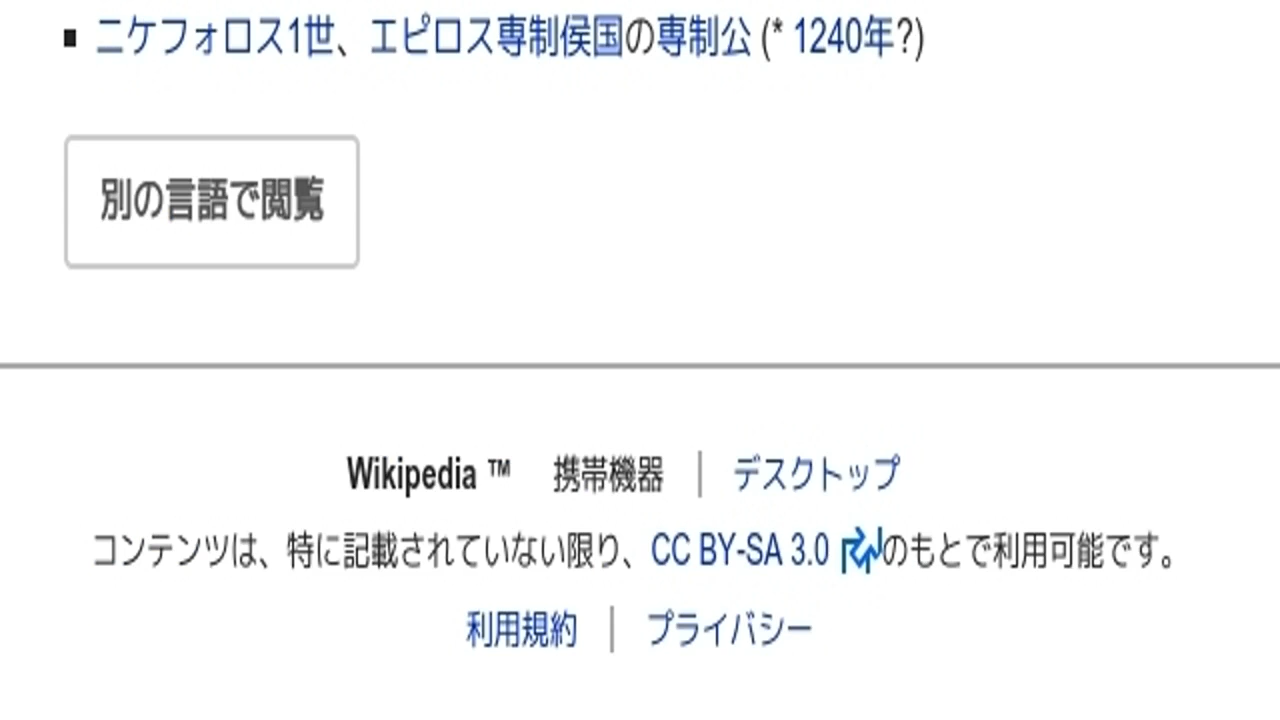 ■ ニケフォロス1世、エピロス専制侯国の専制公 (* 1240年?)
別の言語で閲覧
Wikipedia ™ 携帯機器 | デスクトップ
コンテンツは、特に記載されていない限り、CC BY-SA 3.0 のもとで利用可能です。
利用規約 | プライバシー